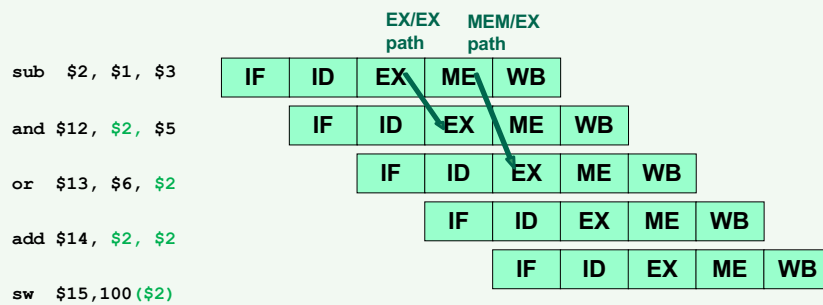 EX/EX path
MEM/EX path
sub $2, $1, $3
IF ID EX ME WB
and $12, $2, $5
IF ID EX ME WB
or $13, $6, $2
IF ID EX ME WB
add $14, $2, $2
IF ID EX ME WB
sw $15,100($2)
IF ID EX ME WB